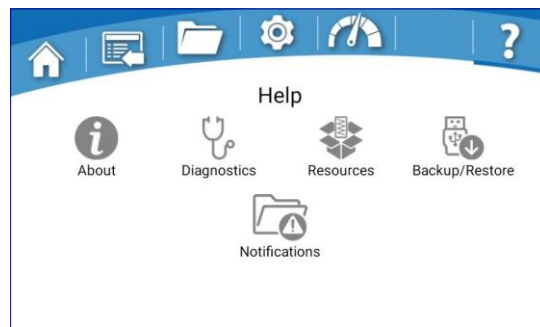 ?
Help
i
About Diagnostics Resources Backup/Restore
Notifications